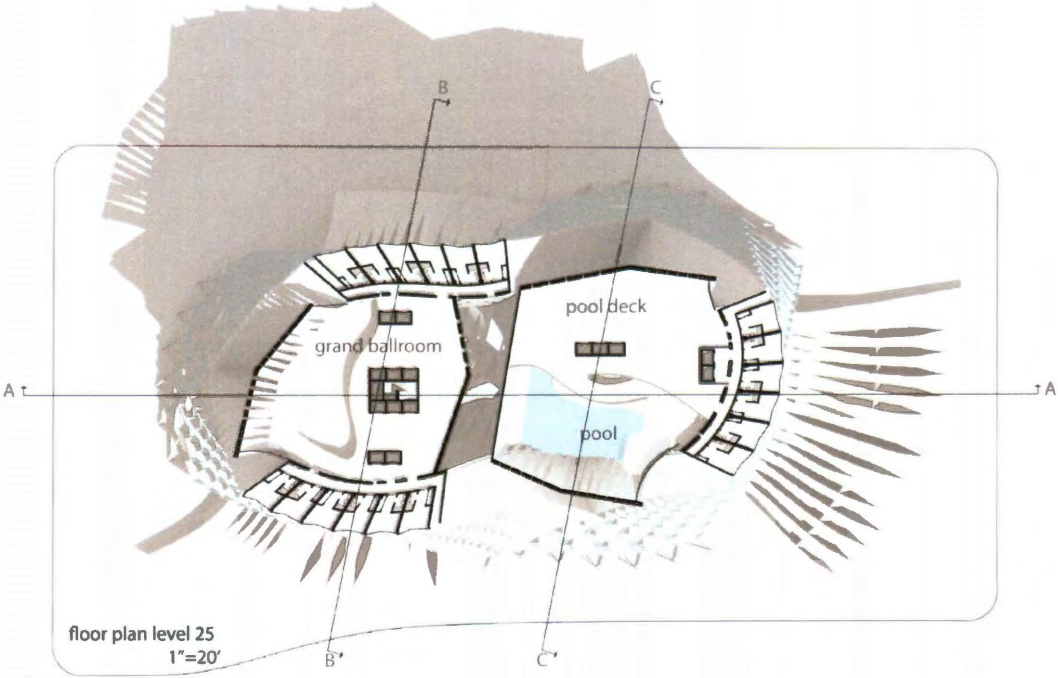 B
C
pool deck
grand ballroom
A
A
pool
floor plan level 25
1"=20'
B'
C'